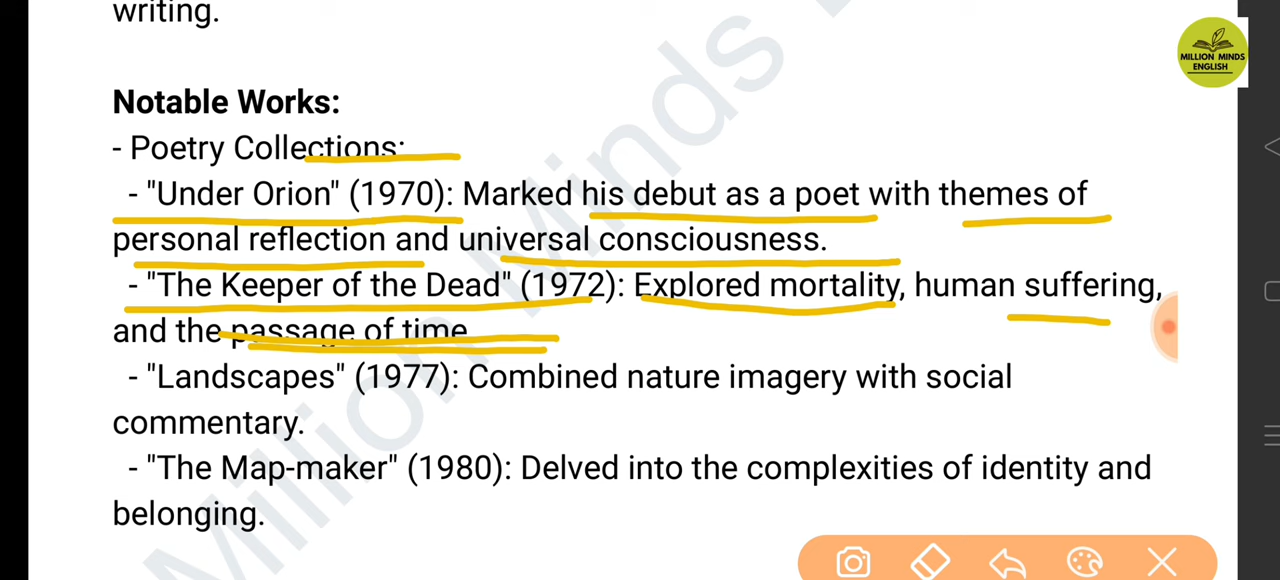 writing.
MILLION MINDS
ENGLISH
Notable Works:
- Poetry Collections:
- "Under Orion" (1970): Marked his debut as a poet with themes of
personal reflection and universal consciousness.
- "The Keeper of the Dead" (1972): Explored mortality, human suffering,
and the passage of time
- "Landscapes" (1977): Combined nature imagery with social
commentary.
- "The Map-maker" (1980): Delved into the complexities of identity and
belonging.
Million Minds